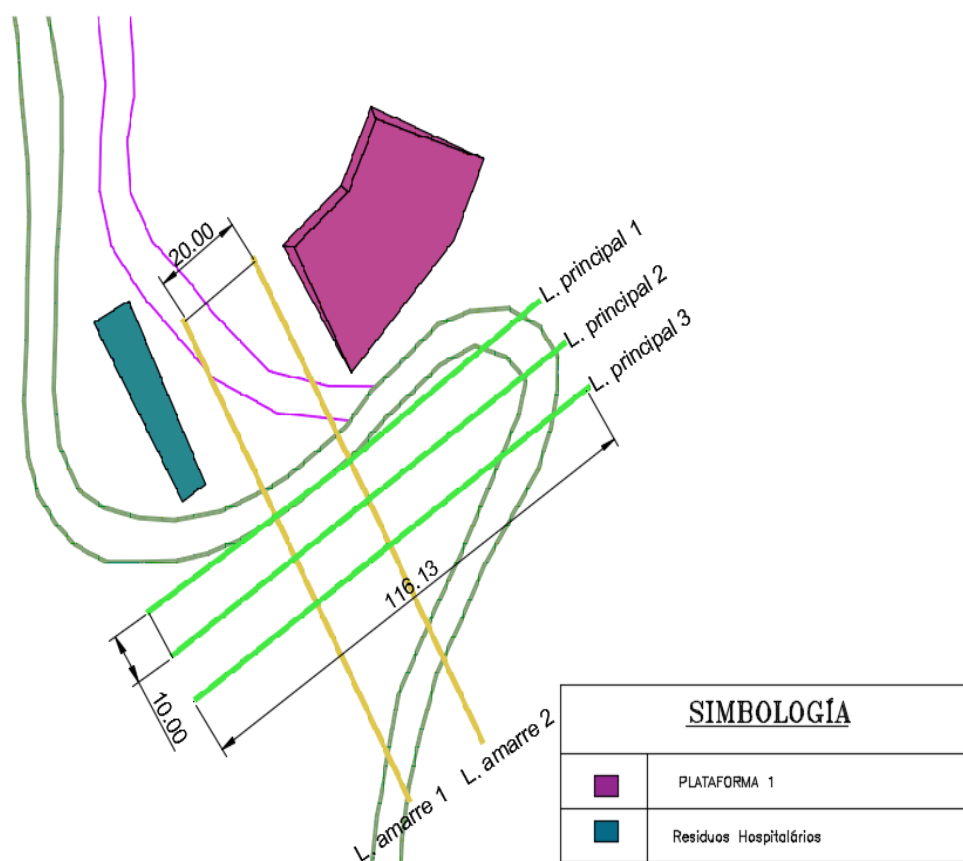 20.00
L. principal 1
L. principal 2
L. principal 3
116.13
10.00
L. amarre 2
L. amarre 1
SIMBOLOGÍA
PLATAFORMA 1
Residuos Hospitalários